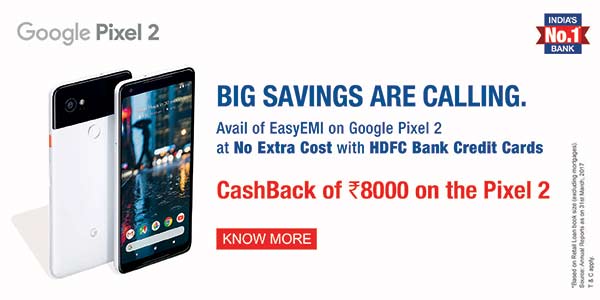 Google Pixel 2
INDIA'S
No.1
BANK
BIG SAVINGS ARE CALLING.
Avail of EasyEMI on Google Pixel 2
at No Extra Cost with HDFC Bank Credit Cards
CashBack of ₹8000 on the Pixel 2
KNOW MORE
G
*Based on Retail Loan book size (excluding mortgages).
Source: Annual Reports as on 31st March, 2017
T & C apply.